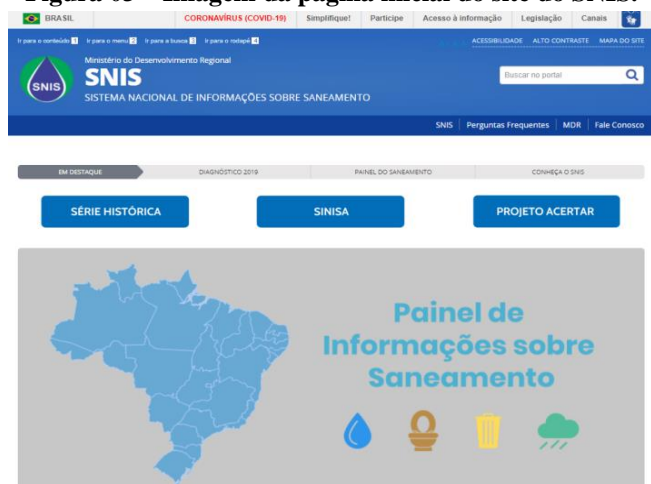 Figura 03 – Imagem da página inicial do site do SNIS.
BRASIL CORONAVÍRUS (COVID-19) Simplifique! Participe Acesso à informação Legislação Canais
Ir para o conteúdo 1 Ir para o menu 2 Ir para a busca 3 Ir para o rodapé 4 ACESSIBILIDADE ALTO CONTRASTE MAPA DO SITE
Ministério do Desenvolvimento Regional
SNIS
SNIS
SISTEMA NACIONAL DE INFORMAÇÕES SOBRE SANEAMENTO
Buscar no portal
SNIS Perguntas Frequentes MDR Fale Conosco
EM DESTAQUE DIAGNÓSTICO 2019 PAINEL DO SANEAMENTO CONHEÇA O SNIS
SÉRIE HISTÓRICA SINISA PROJETO ACERTAR
Painel de
Informações sobre
Saneamento